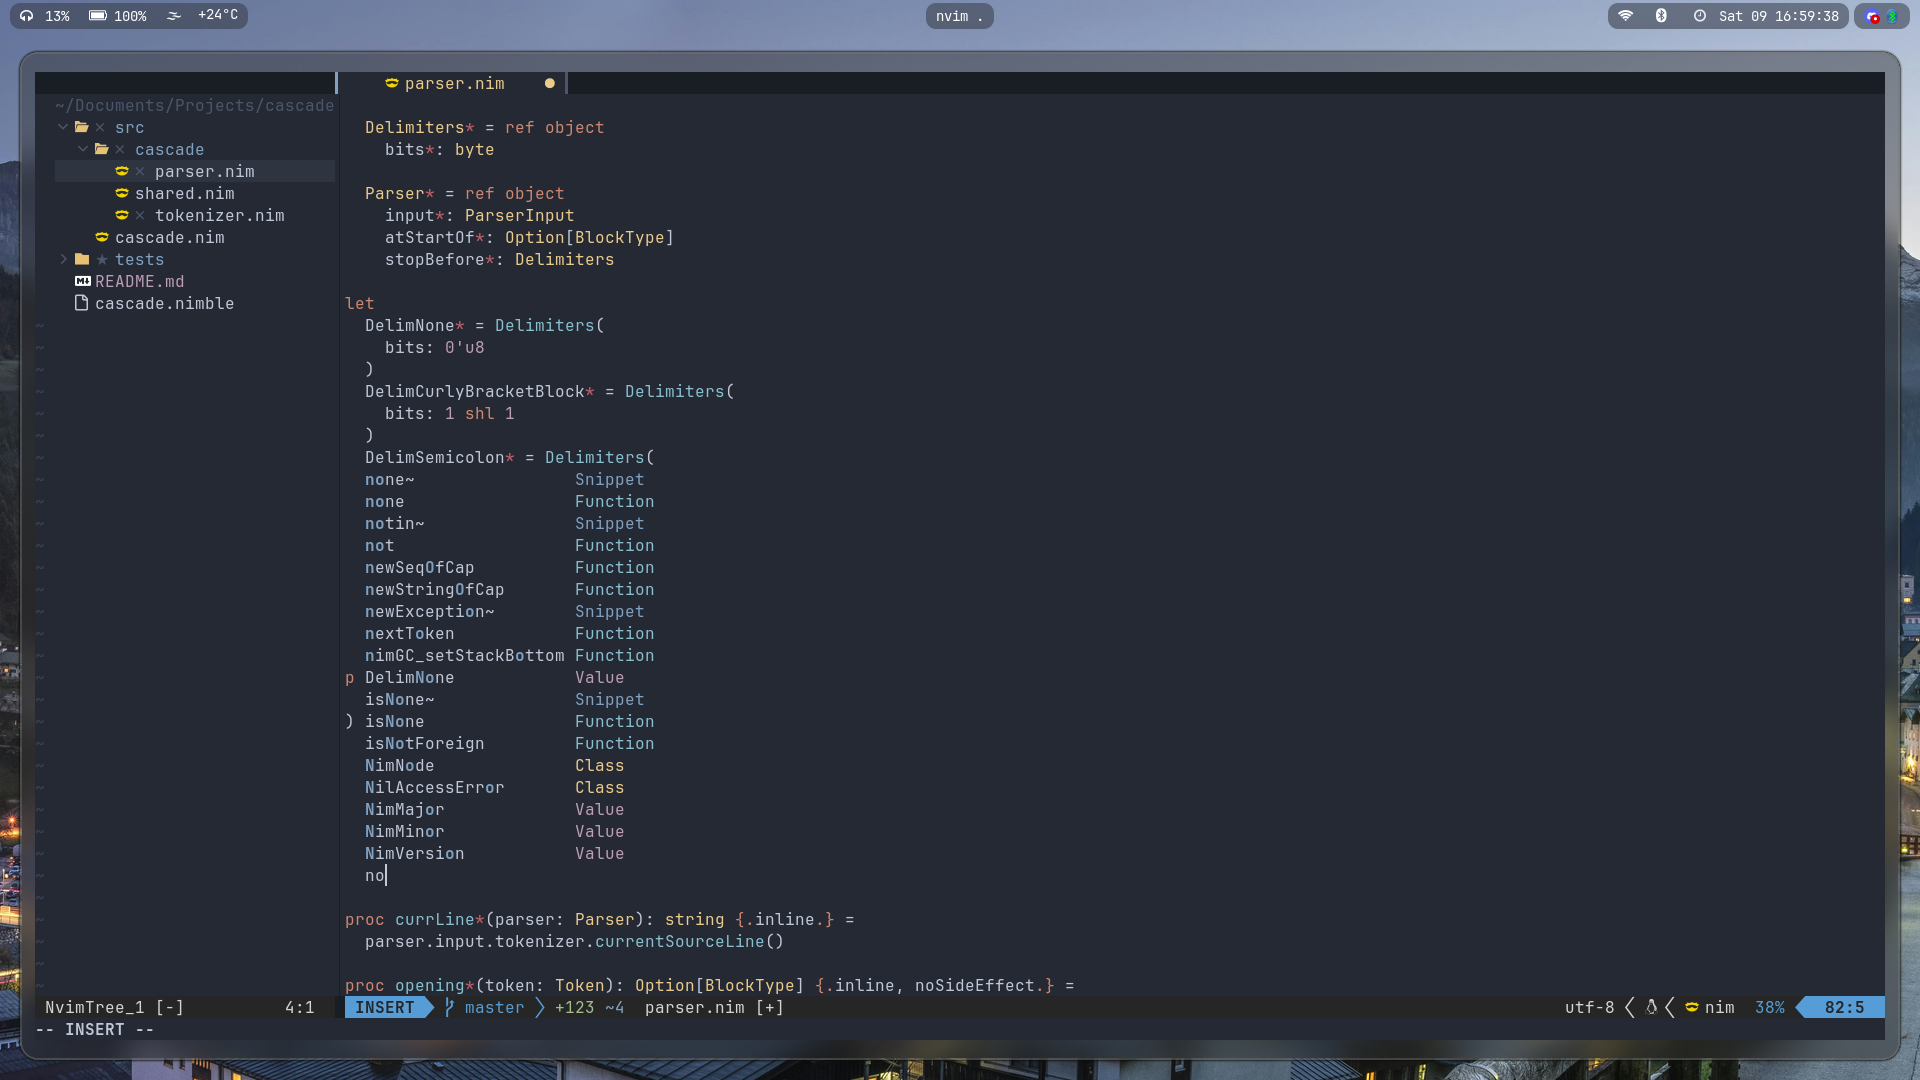 13% 100% +24°C
nvim .
Sat 09 16:59:38
parser.nim
~/Documents/Projects/cascade
src
cascade
parser.nim
shared.nim
tokenizer.nim
cascade.nim
tests
README.md
cascade.nimble
Delimiters* = ref object
bits*: byte
Parser* = ref object
input*: ParserInput
atStartOf*: Option[BlockType]
stopBefore*: Delimiters
let
DelimNone* = Delimiters(
bits: 0'u8
)
DelimCurlyBracketBlock* = Delimiters(
bits: 1 shl 1
)
DelimSemicolon* = Delimiters(
none~ Snippet
none Function
notin~ Snippet
not Function
newSeqOfCap Function
newStringOfCap Function
newException~ Snippet
nextToken Function
nimGC_setStackBottom Function
p DelimNone Value
isNone~ Snippet
) isNone Function
isNotForeign Function
NimNode Class
NilAccessError Class
NimMajor Value
NimMinor Value
NimVersion Value
no
proc currLine*(parser: Parser): string {.inline.} =
parser.input.tokenizer.currentSourceLine()
proc opening*(token: Token): Option[BlockType] {.inline, noSideEffect.} =
NvimTree_1 [-] 4:1
INSERT master +123 ~4 parser.nim [+]
utf-8 nim 38% 82:5
-- INSERT --